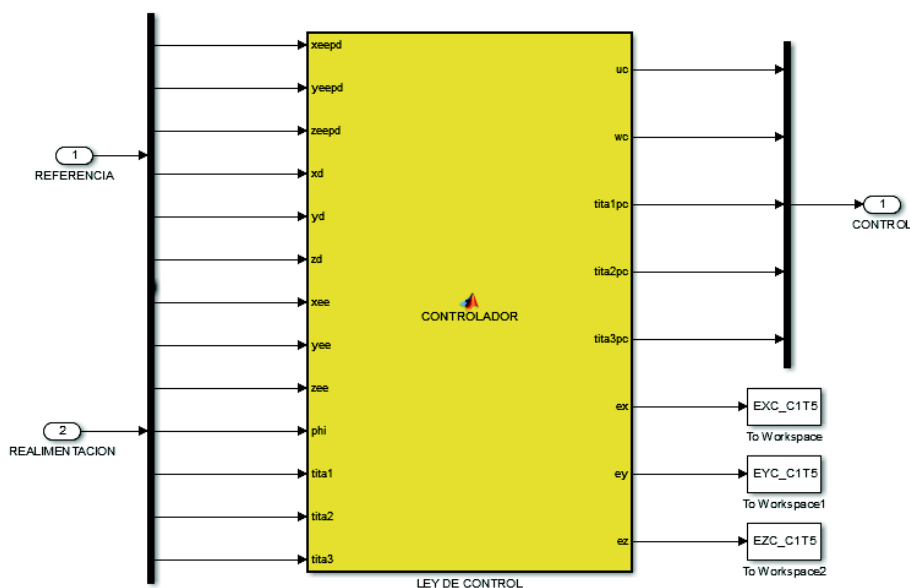 1
REFERENCIA
2
REALIMENTACION
xeepd
yeepd
zeepd
xd
yd
zd
xee
yee
zee
phi
tita1
tita2
tita3
CONTROLADOR
uc
wc
tita1pc
tita2pc
tita3pc
ex
ey
ez
LEY DE CONTROL
1
CONTROL
EXC_C1T5
To Workspace
EYC_C1T5
To Workspace1
EZC_C1T5
To Workspace2